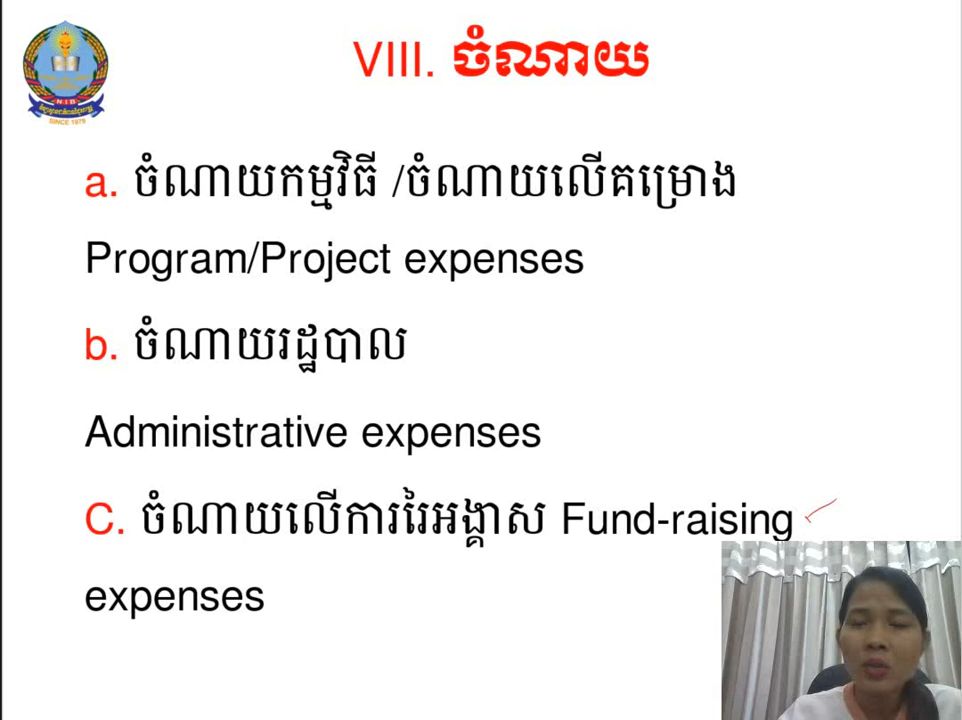 VIII. ចំណាយ
a. ចំណាយកម្មវិធី /ចំណាយលើគម្រោង
Program/Project expenses
b. ចំណាយរដ្ឋបាល
Administrative expenses
C. ចំណាយលើការរៃអង្គាស Fund-raising
expenses
N I B
SINCE 1979